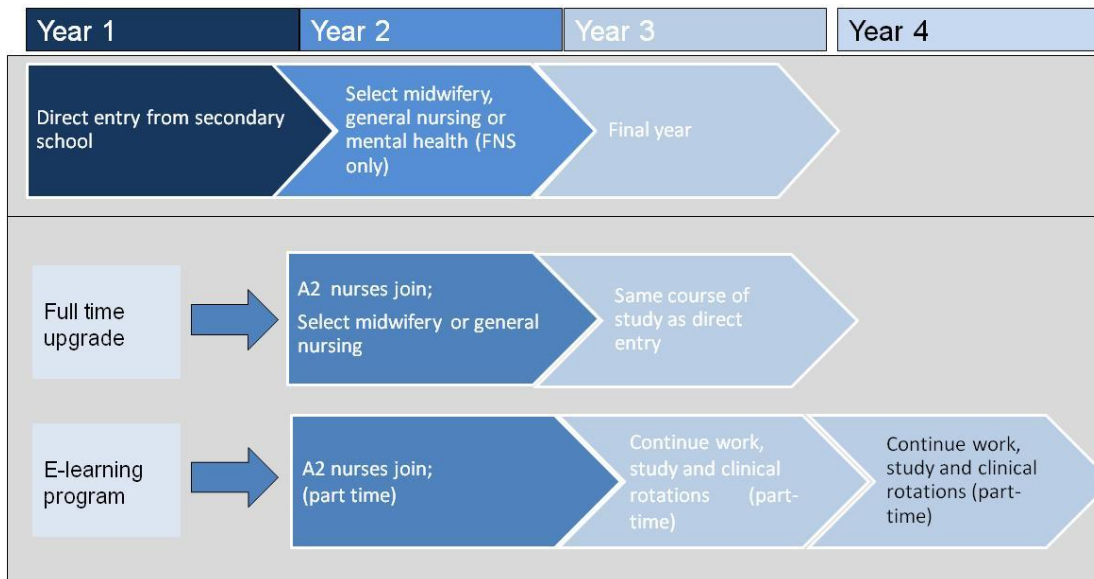 Year 1
Year 2
Year 3
Year 4
Direct entry from secondary
school
Select midwifery,
general nursing or
mental health (FNS
only)
Final year
Full time
upgrade
A2 nurses join;
Select midwifery or general
nursing
Same course of
study as direct
entry
E-learning
program
A2 nurses join;
(part time)
Continue work,
study and clinical
rotations (part-
time)
Continue work,
study and clinical
rotations (part-
time)